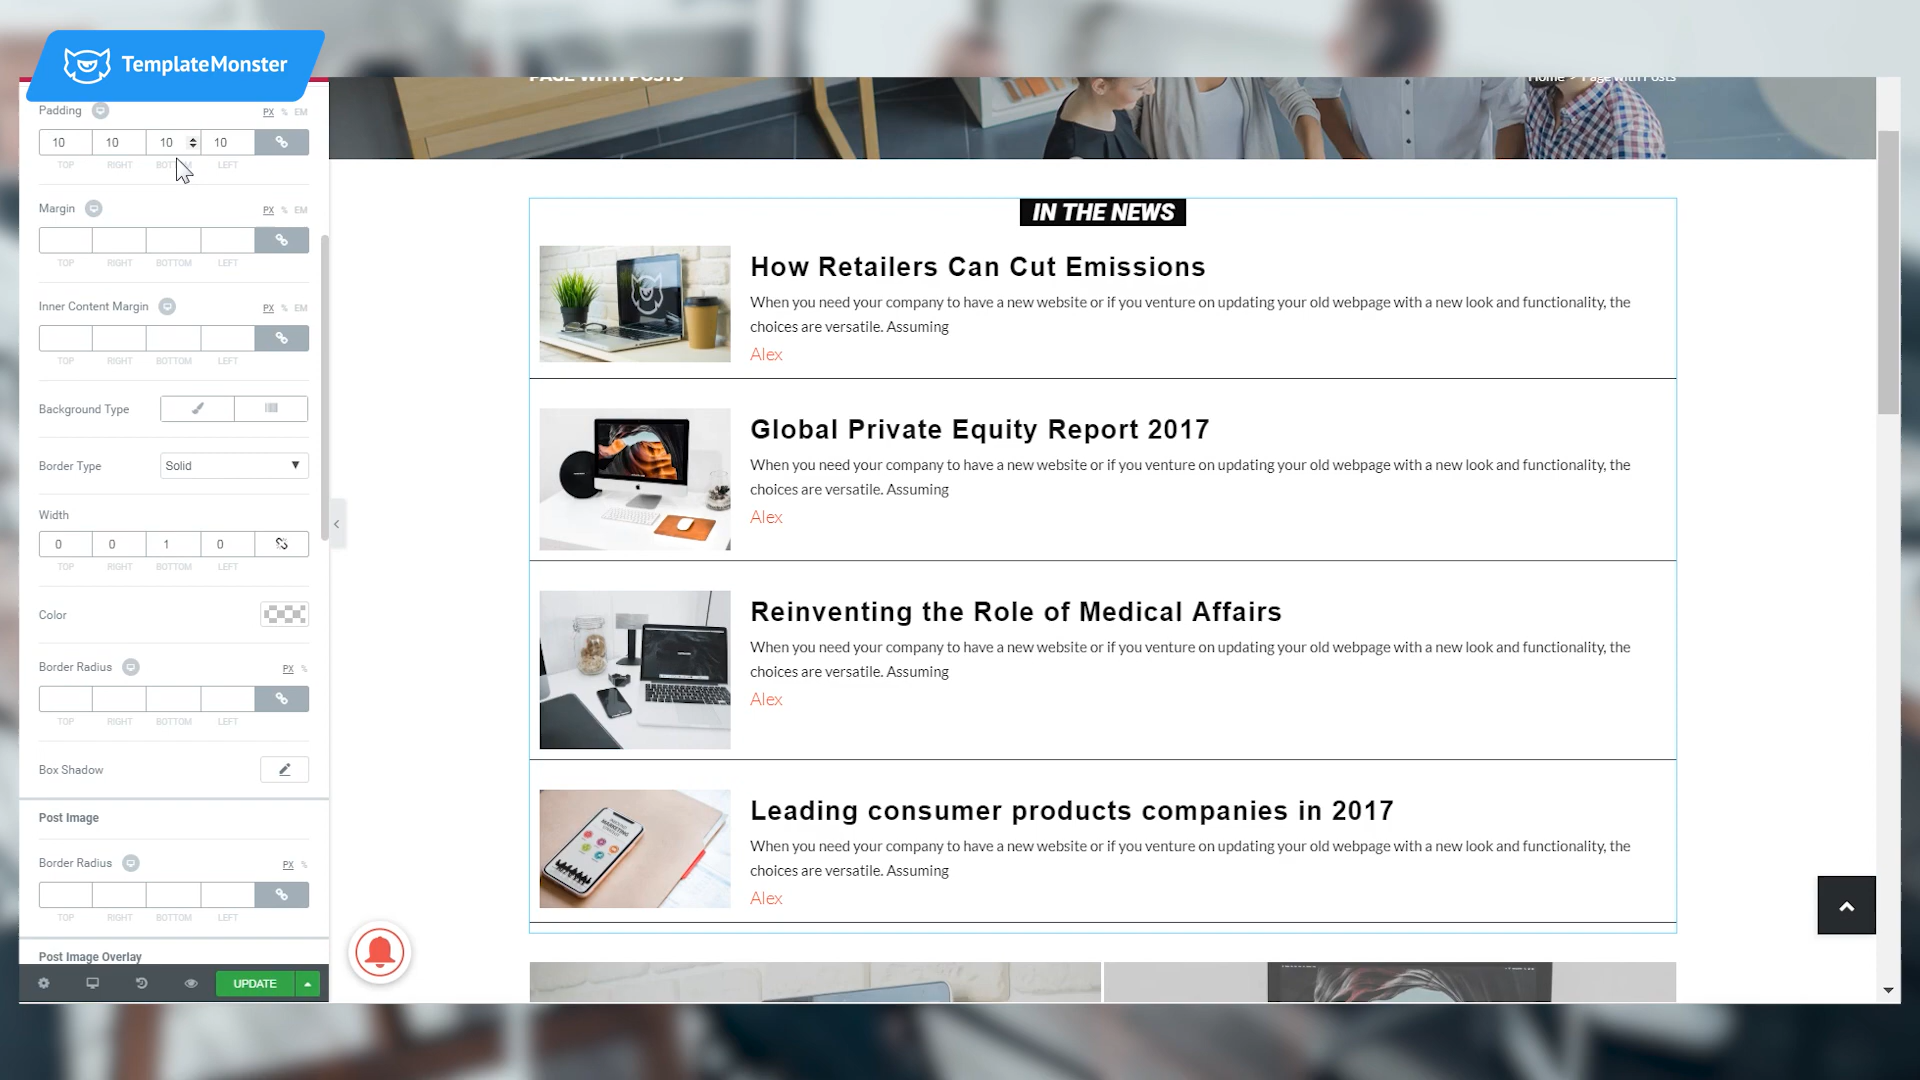 TemplateMonster
PAGE WITH POSTS
Home > Page with Posts
Padding
PX % EM
10 10 10 10
TOP RIGHT BOTTOM LEFT
Margin
PX % EM
TOP RIGHT BOTTOM LEFT
Inner Content Margin
PX % EM
TOP RIGHT BOTTOM LEFT
Background Type
Border Type
Solid
Width
0 0 1 0
TOP RIGHT BOTTOM LEFT
Color
Border Radius
PX %
TOP RIGHT BOTTOM LEFT
Box Shadow
Post Image
Border Radius
PX %
TOP RIGHT BOTTOM LEFT
Post Image Overlay
UPDATE
IN THE NEWS
How Retailers Can Cut Emissions
When you need your company to have a new website or if you venture on updating your old webpage with a new look and functionality, the
choices are versatile. Assuming
Alex
Global Private Equity Report 2017
When you need your company to have a new website or if you venture on updating your old webpage with a new look and functionality, the
choices are versatile. Assuming
Alex
Reinventing the Role of Medical Affairs
When you need your company to have a new website or if you venture on updating your old webpage with a new look and functionality, the
choices are versatile. Assuming
Alex
Leading consumer products companies in 2017
When you need your company to have a new website or if you venture on updating your old webpage with a new look and functionality, the
choices are versatile. Assuming
Alex